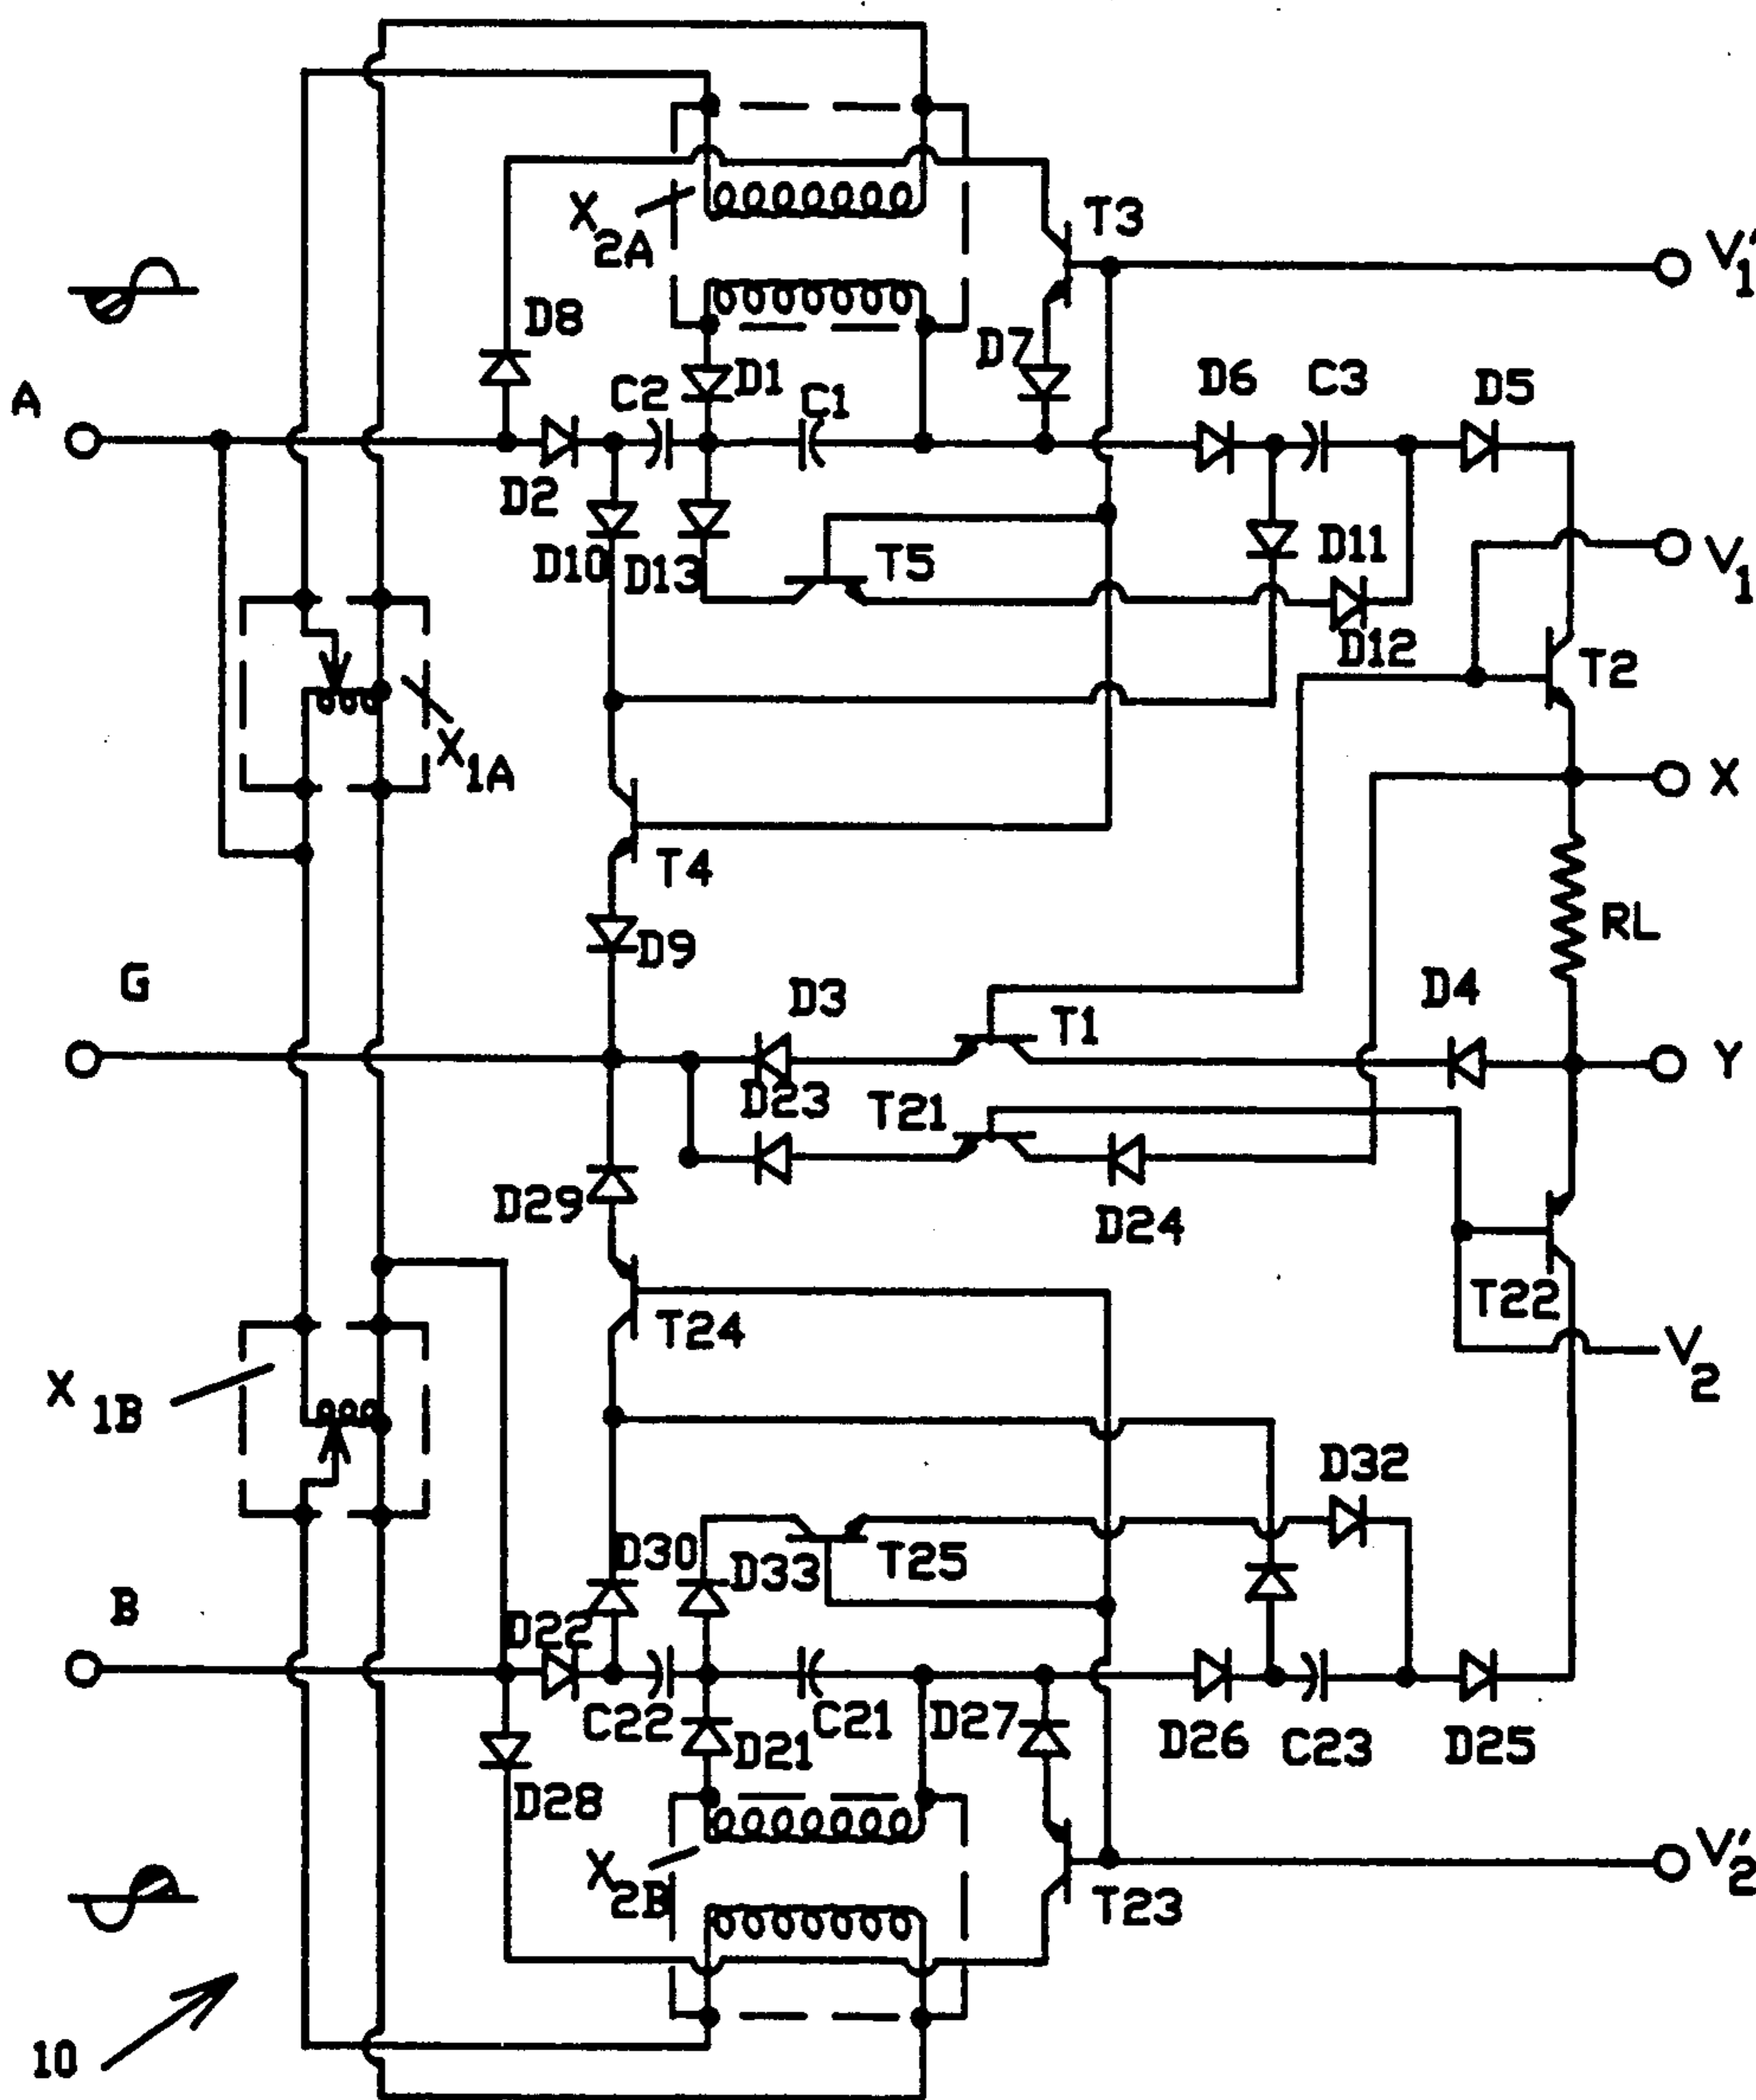 T3
V1'
X2A
D8
D7
D1
A
C2
C1
D6
C3
D5
D2
D10
D13
T5
D11
V1
D12
T2
X1A
X
T4
RL
D9
G
D3
T1
D4
Y
D23
T21
D29
D24
T22
T24
V2
X1B
D32
D30
D33
T25
B
D22
C22
D21
C21
D27
D26
C23
D25
D28
X2B
T23
V2'
10